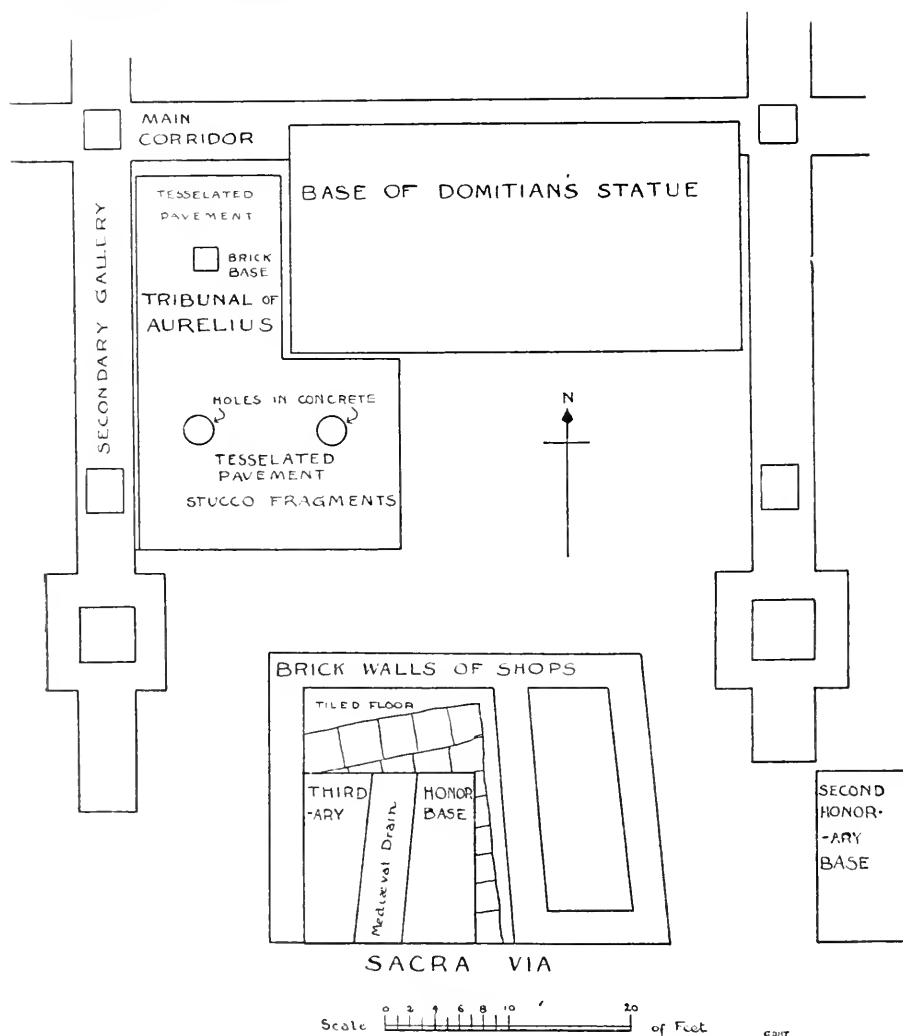 MAIN
CORRIDOR
BASE OF DOMITIAN'S STATUE
TESSELATED
PAVEMENT
BRICK
BASE
TRIBUNAL OF
AURELIUS
SECONDARY GALLERY
HOLES IN CONCRETE
TESSELATED
PAVEMENT
STUCCO FRAGMENTS
N
BRICK WALLS OF SHOPS
TILED FLOOR
THIRD HONOR
-ARY BASE
Mediæval Drain
SECOND
HONOR-
-ARY
BASE
SACRA VIA
0 2 4 6 8 10 20
Scale of Feet